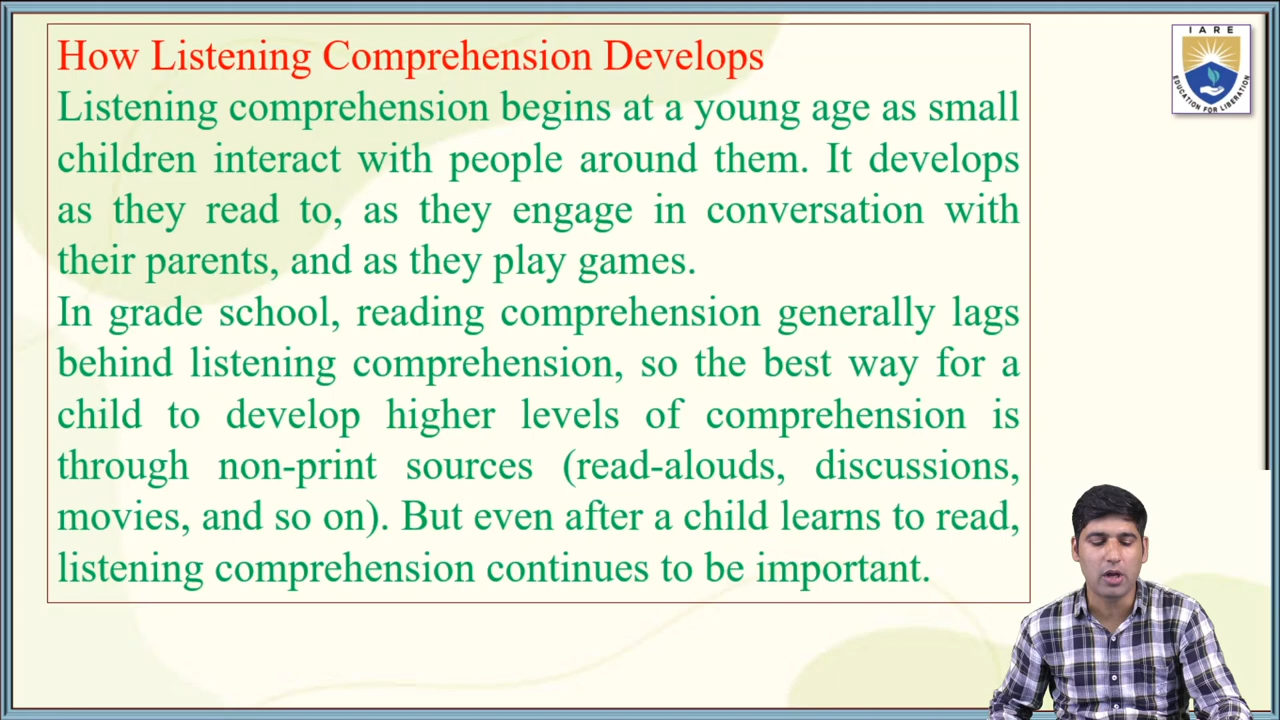 How Listening Comprehension Develops
Listening comprehension begins at a young age as small
children interact with people around them. It develops
as they read to, as they engage in conversation with
their parents, and as they play games.
In grade school, reading comprehension generally lags
behind listening comprehension, so the best way for a
child to develop higher levels of comprehension is
through non-print sources (read-alouds, discussions,
movies, and so on). But even after a child learns to read,
listening comprehension continues to be important.
IARE
EDUCATION FOR LIBERATION